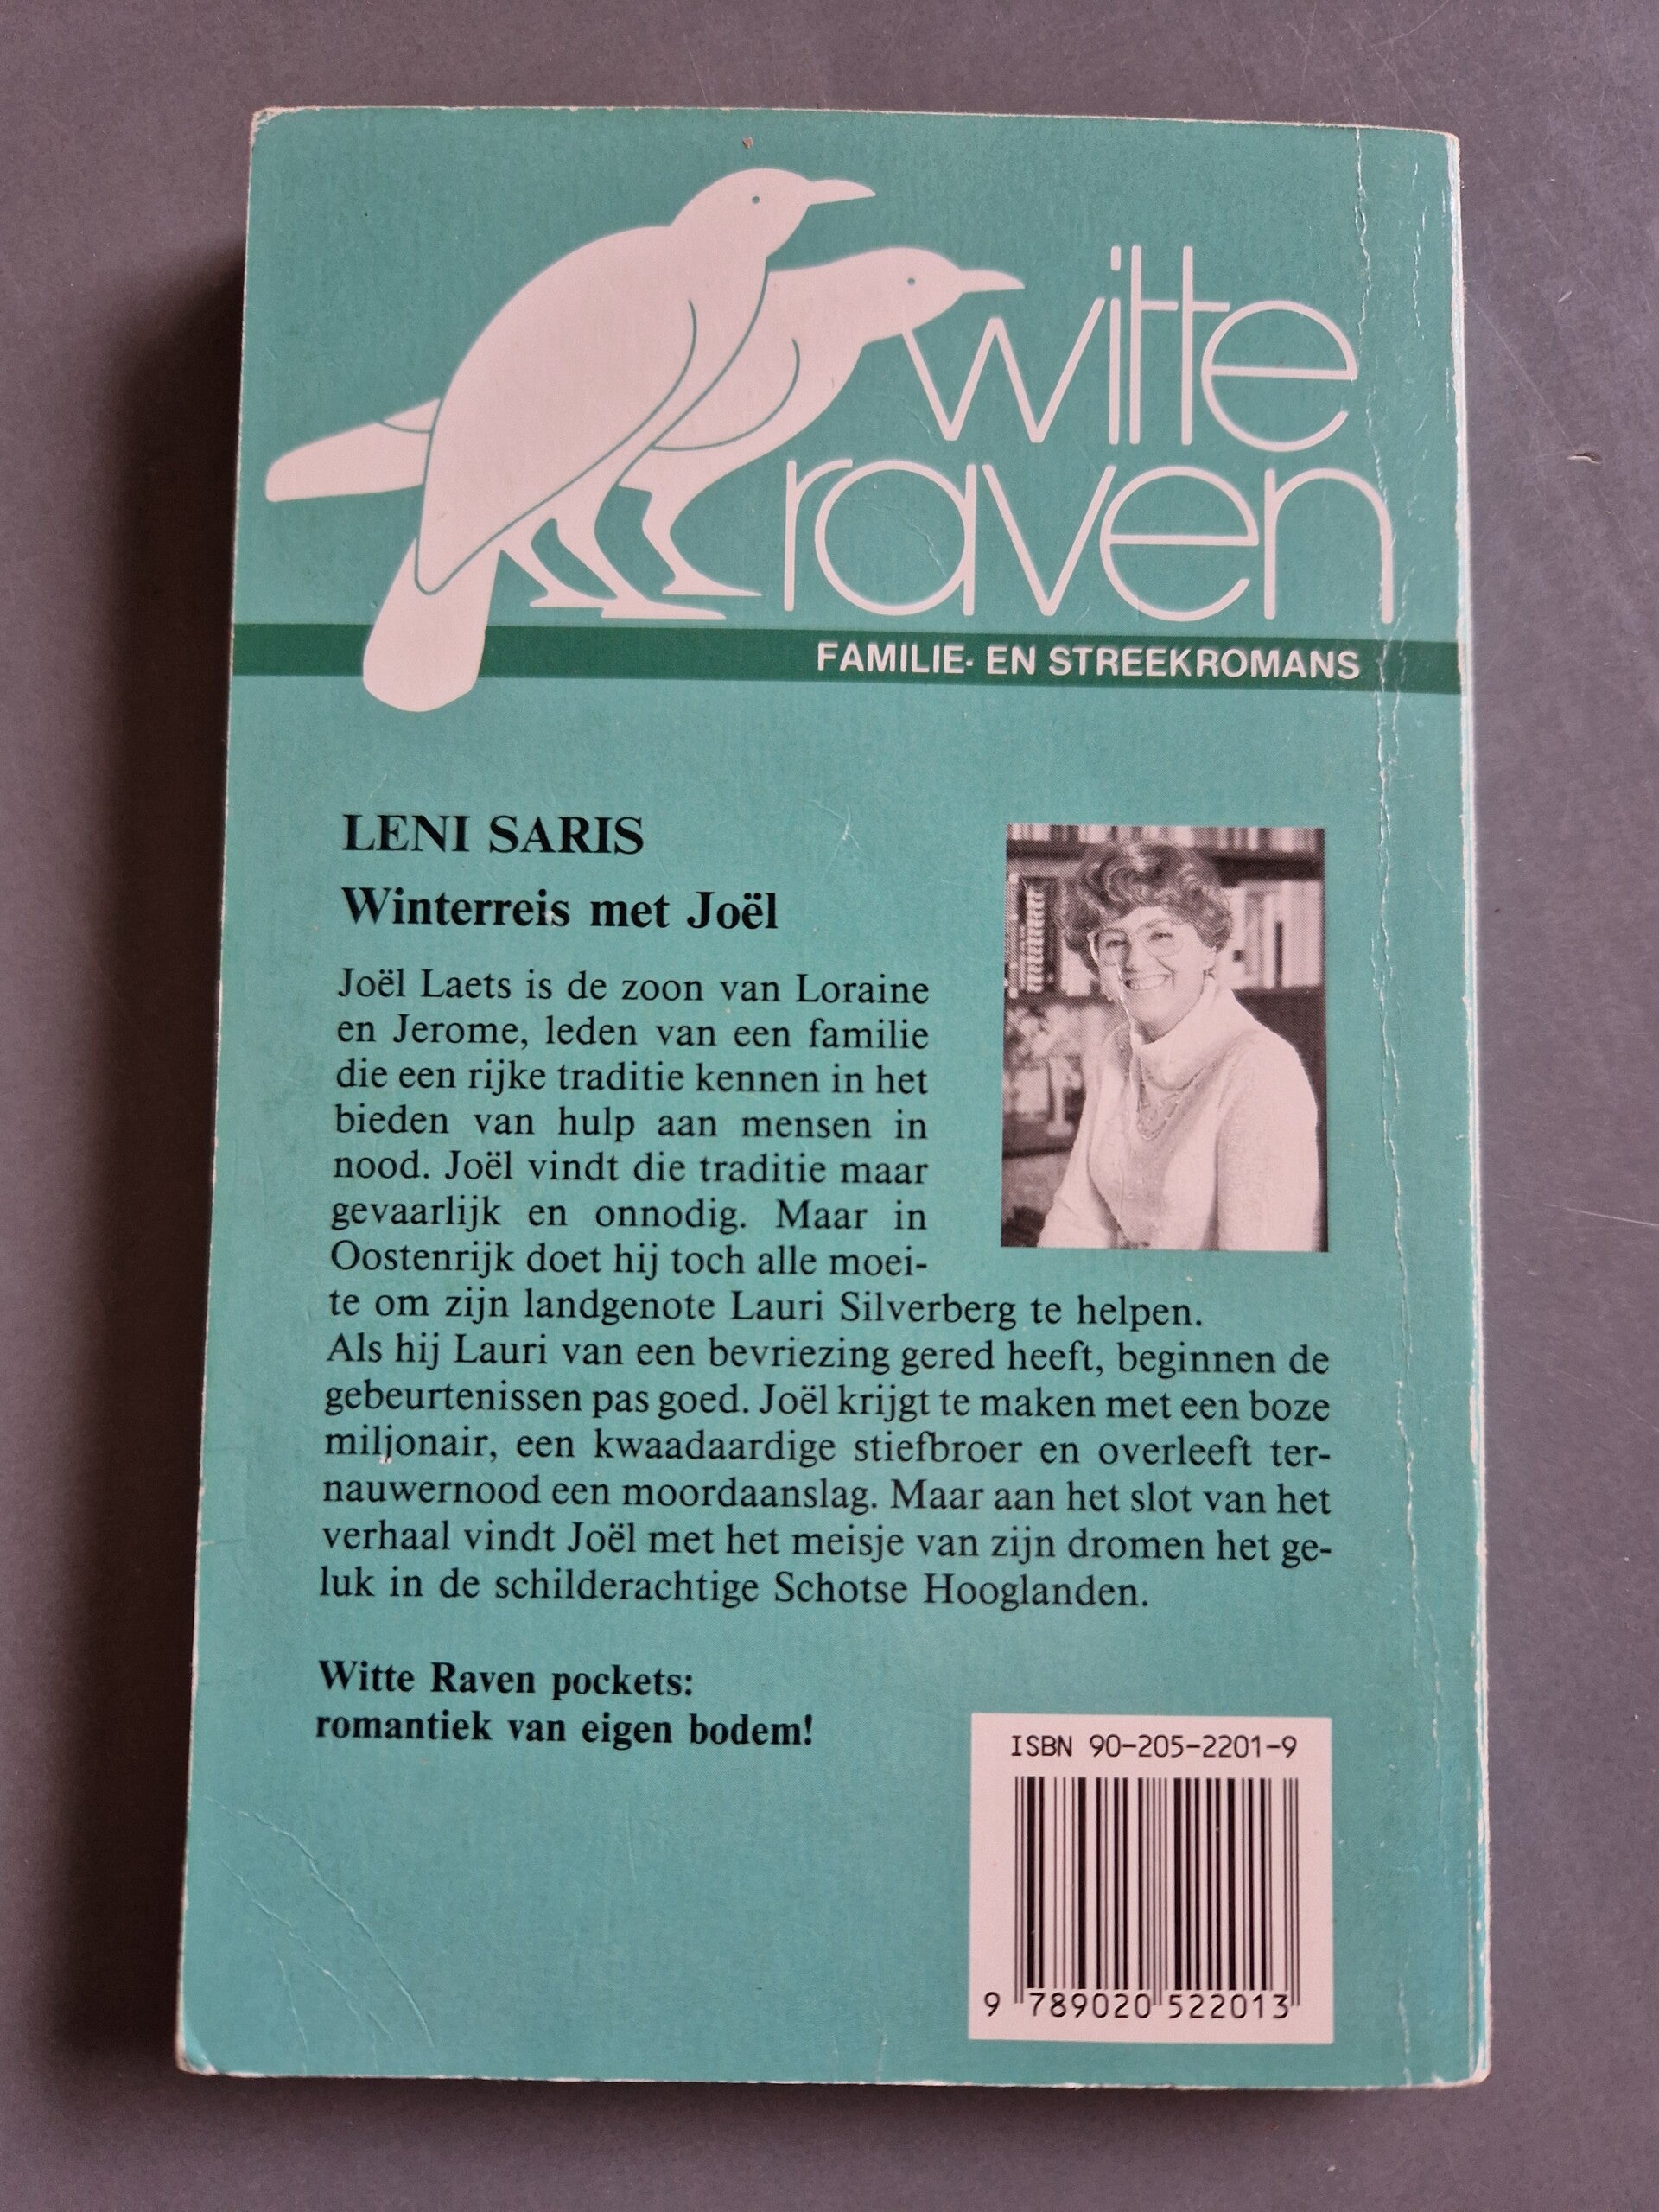 witte
raven
FAMILIE- EN STREEKROMANS
LENI SARIS
Winterreis met Joël
Joël Laets is de zoon van Loraine
en Jerome, leden van een familie
die een rijke traditie kennen in het
bieden van hulp aan mensen in
nood. Joël vindt die traditie maar
gevaarlijk en onnodig. Maar in
Oostenrijk doet hij toch alle moei-
te om zijn landgenote Lauri Silverberg te helpen.
Als hij Lauri van een bevriezing gered heeft, beginnen de
gebeurtenissen pas goed. Joël krijgt te maken met een boze
miljonair, een kwaadaardige stiefbroer en overleeft ter-
nauwernood een moordaanslag. Maar aan het slot van het
verhaal vindt Joël met het meisje van zijn dromen het ge-
luk in de schilderachtige Schotse Hooglanden.
Witte Raven pockets:
romantiek van eigen bodem!
ISBN 90-205-2201-9
9 789020 522013